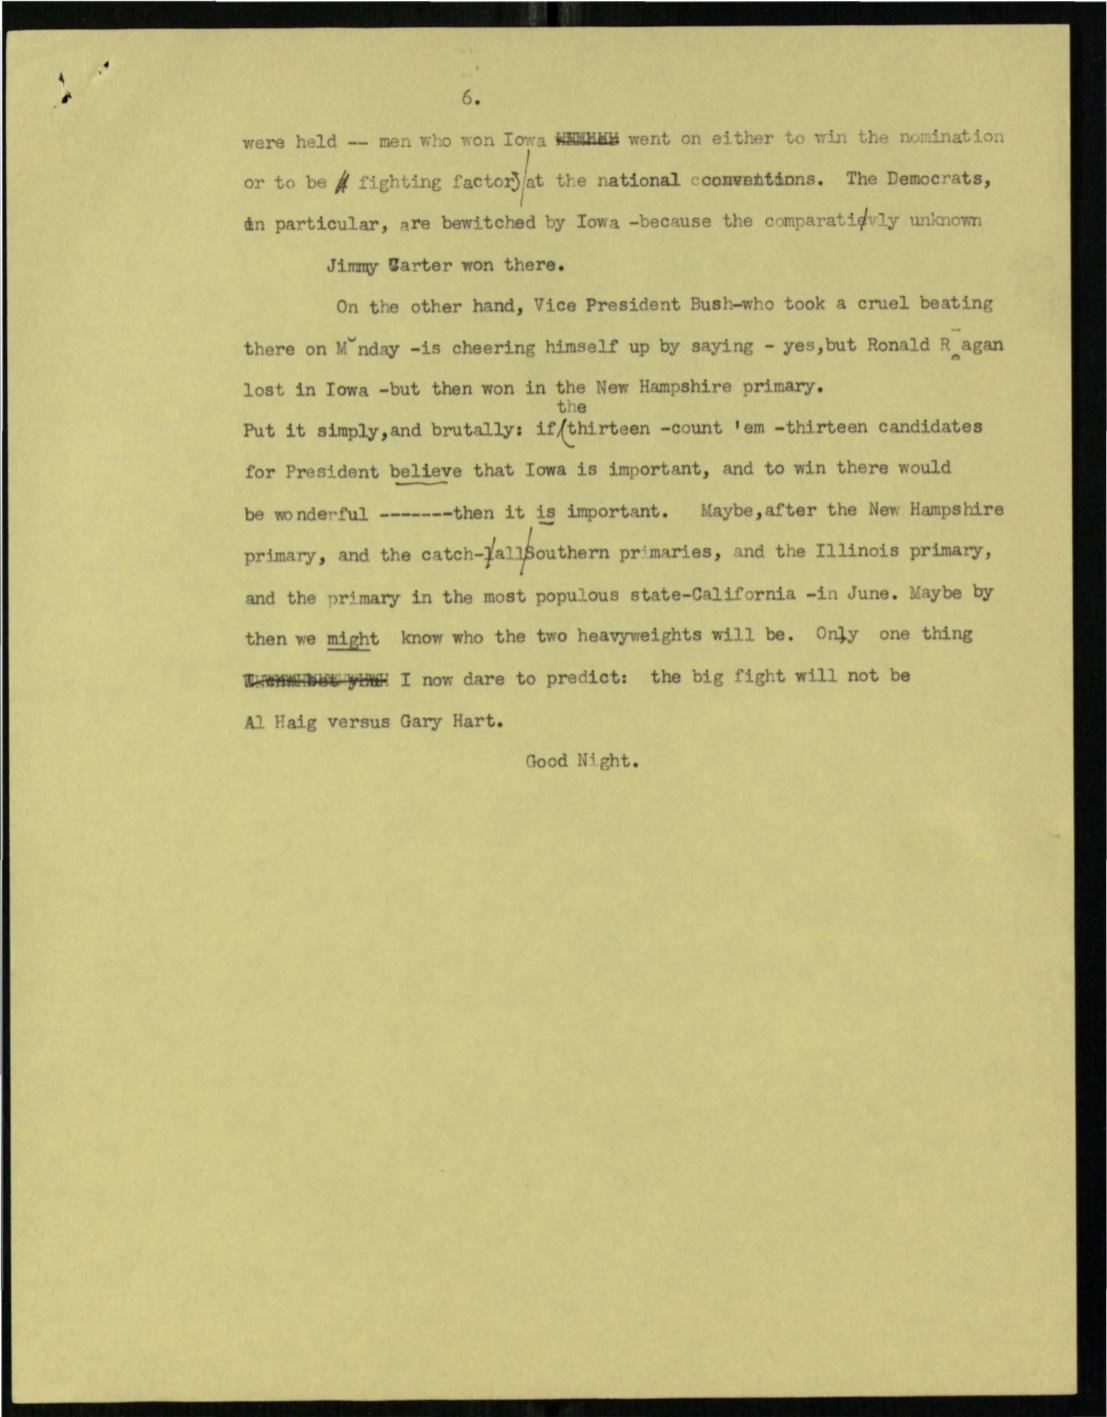 6.
were held -- men who won Iowa went on either to win the nomination
or to be fighting factors at the national cconventinns. The Democrats,
in particular, are bewitched by Iowa -because the comparativly unknown
Jimmy Carter won there.
On the other hand, Vice President Bush-who took a cruel beating
there on M nday -is cheering himself up by saying - yes,but Ronald R agan
lost in Iowa -but then won in the New Hampshire primary.
the
Put it simply,and brutally: if thirteen -count 'em -thirteen candidates
for President believe that Iowa is important, and to win there would
be wonderful -------then it is important. Maybe,after the New Hampshire
primary, and the catch-all Southern primaries, and the Illinois primary,
and the primary in the most populous state-California -in June. Maybe by
then we might know who the two heavyweights will be. Only one thing
I now dare to predict: the big fight will not be
Al Haig versus Gary Hart.
Good Night.